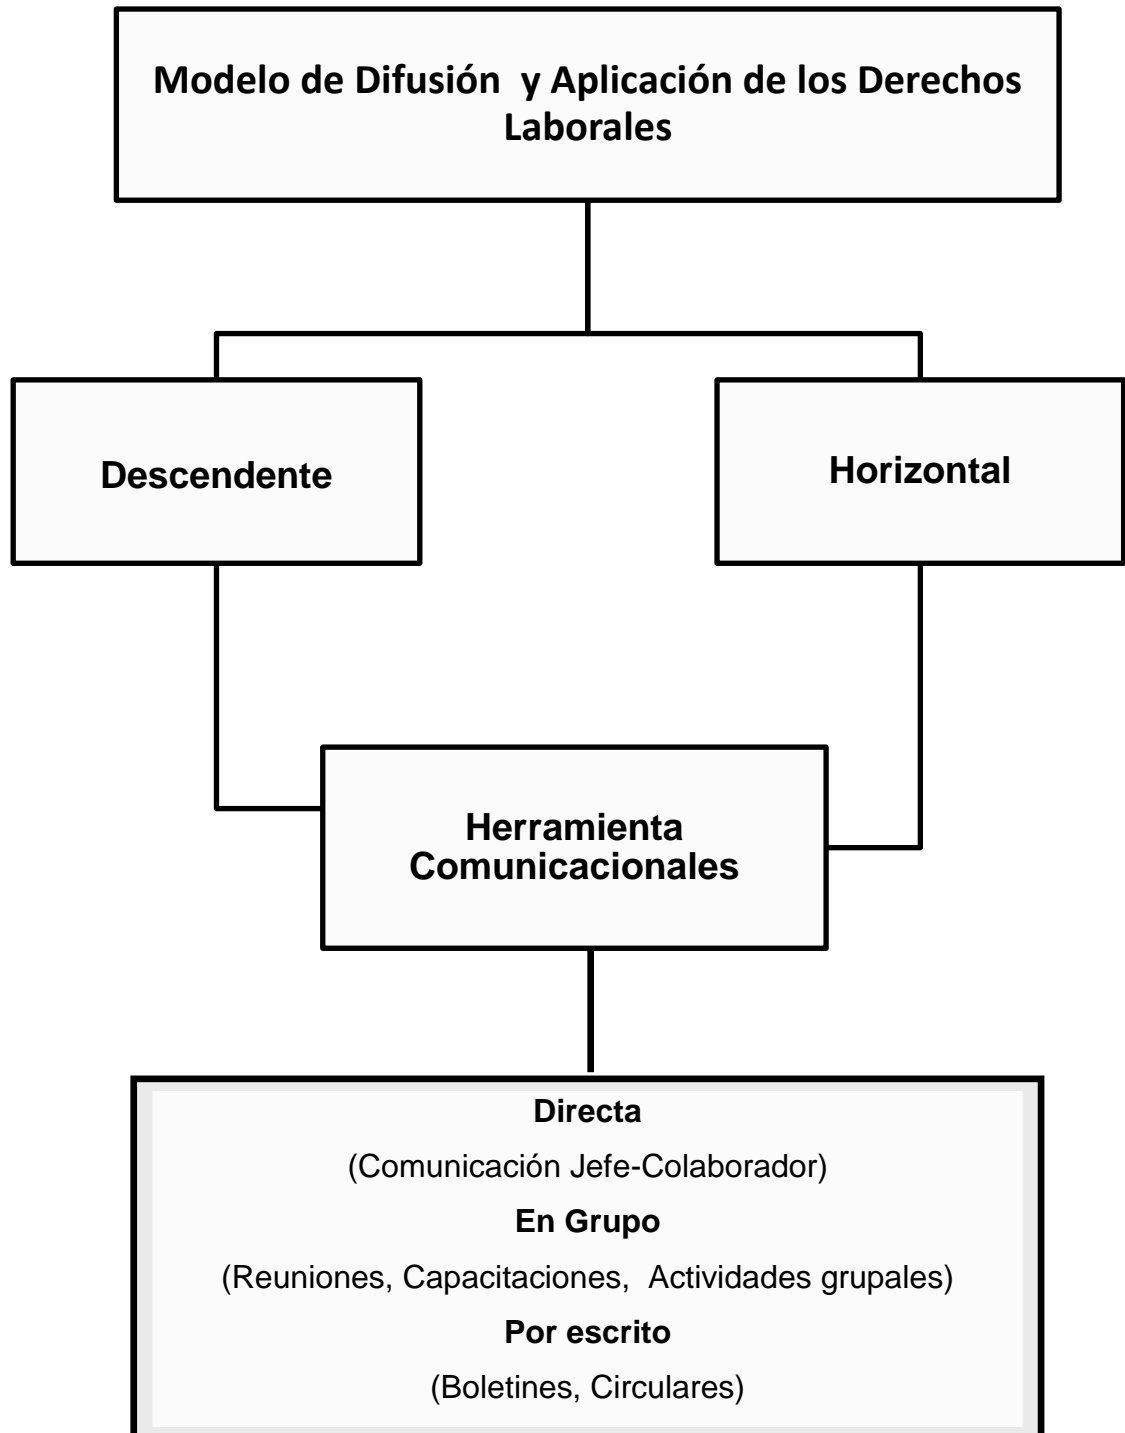 Modelo de Difusión y Aplicación de los Derechos
Laborales
Descendente
Horizontal
Herramienta
Comunicacionales
Directa
(Comunicación Jefe-Colaborador)
En Grupo
(Reuniones, Capacitaciones, Actividades grupales)
Por escrito
(Boletines, Circulares)